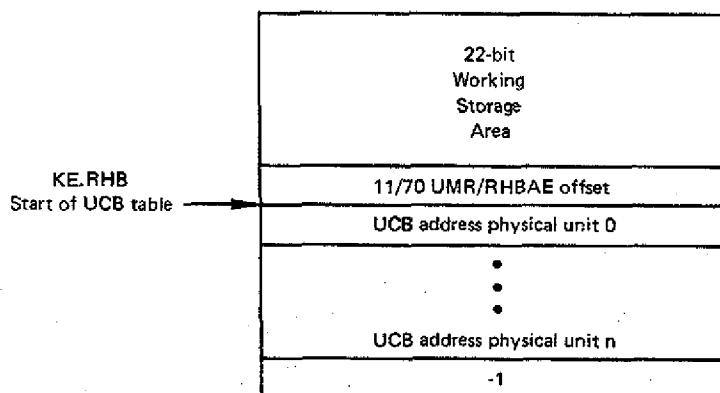 22-bit
Working
Storage
Area
KE.RHB
11/70 UMR/RHBAE offset
Start of UCB table
UCB address physical unit 0
UCB address physical unit n
-1